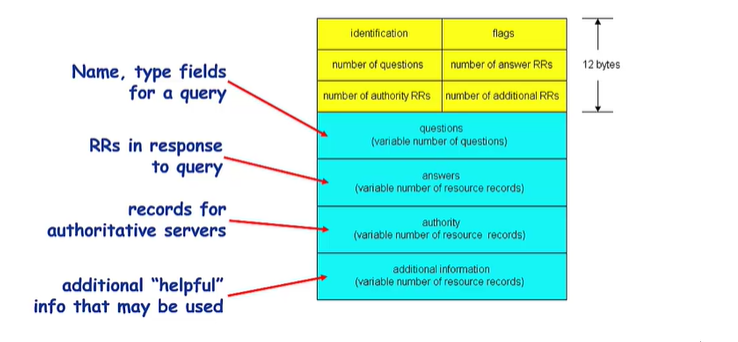 identification
flags
number of questions
number of answer RRs
number of authority RRs
number of additional RRs
12 bytes
Name, type fields
for a query
questions
(variable number of questions)
RRs in response
to query
answers
(variable number of resource records)
records for
authoritative servers
authority
(variable number of resource records)
additional “helpful”
info that may be used
additional information
(variable number of resource records)